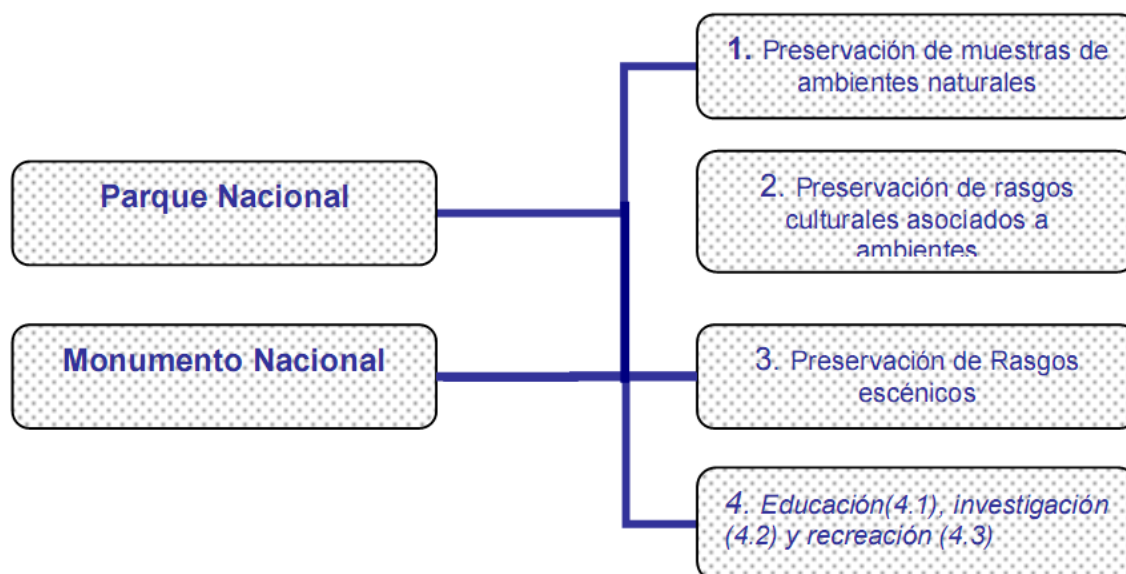 Parque Nacional
Monumento Nacional
1. Preservación de muestras de
ambientes naturales
2. Preservación de rasgos
culturales asociados a
ambientes
3. Preservación de Rasgos
escénicos
4. Educación(4.1), investigación
(4.2) y recreación (4.3)